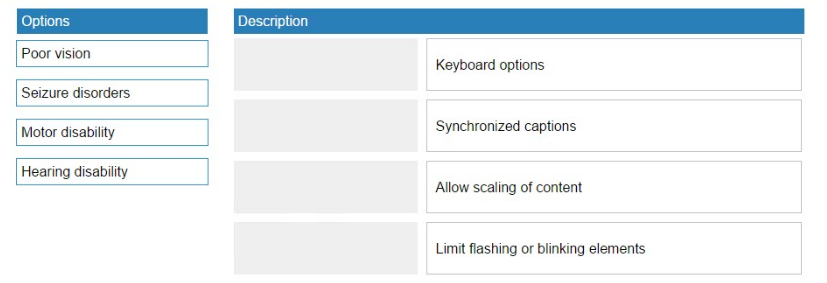 Options
Poor vision
Seizure disorders
Motor disability
Hearing disability
Description
Keyboard options
Synchronized captions
Allow scaling of content
Limit flashing or blinking elements